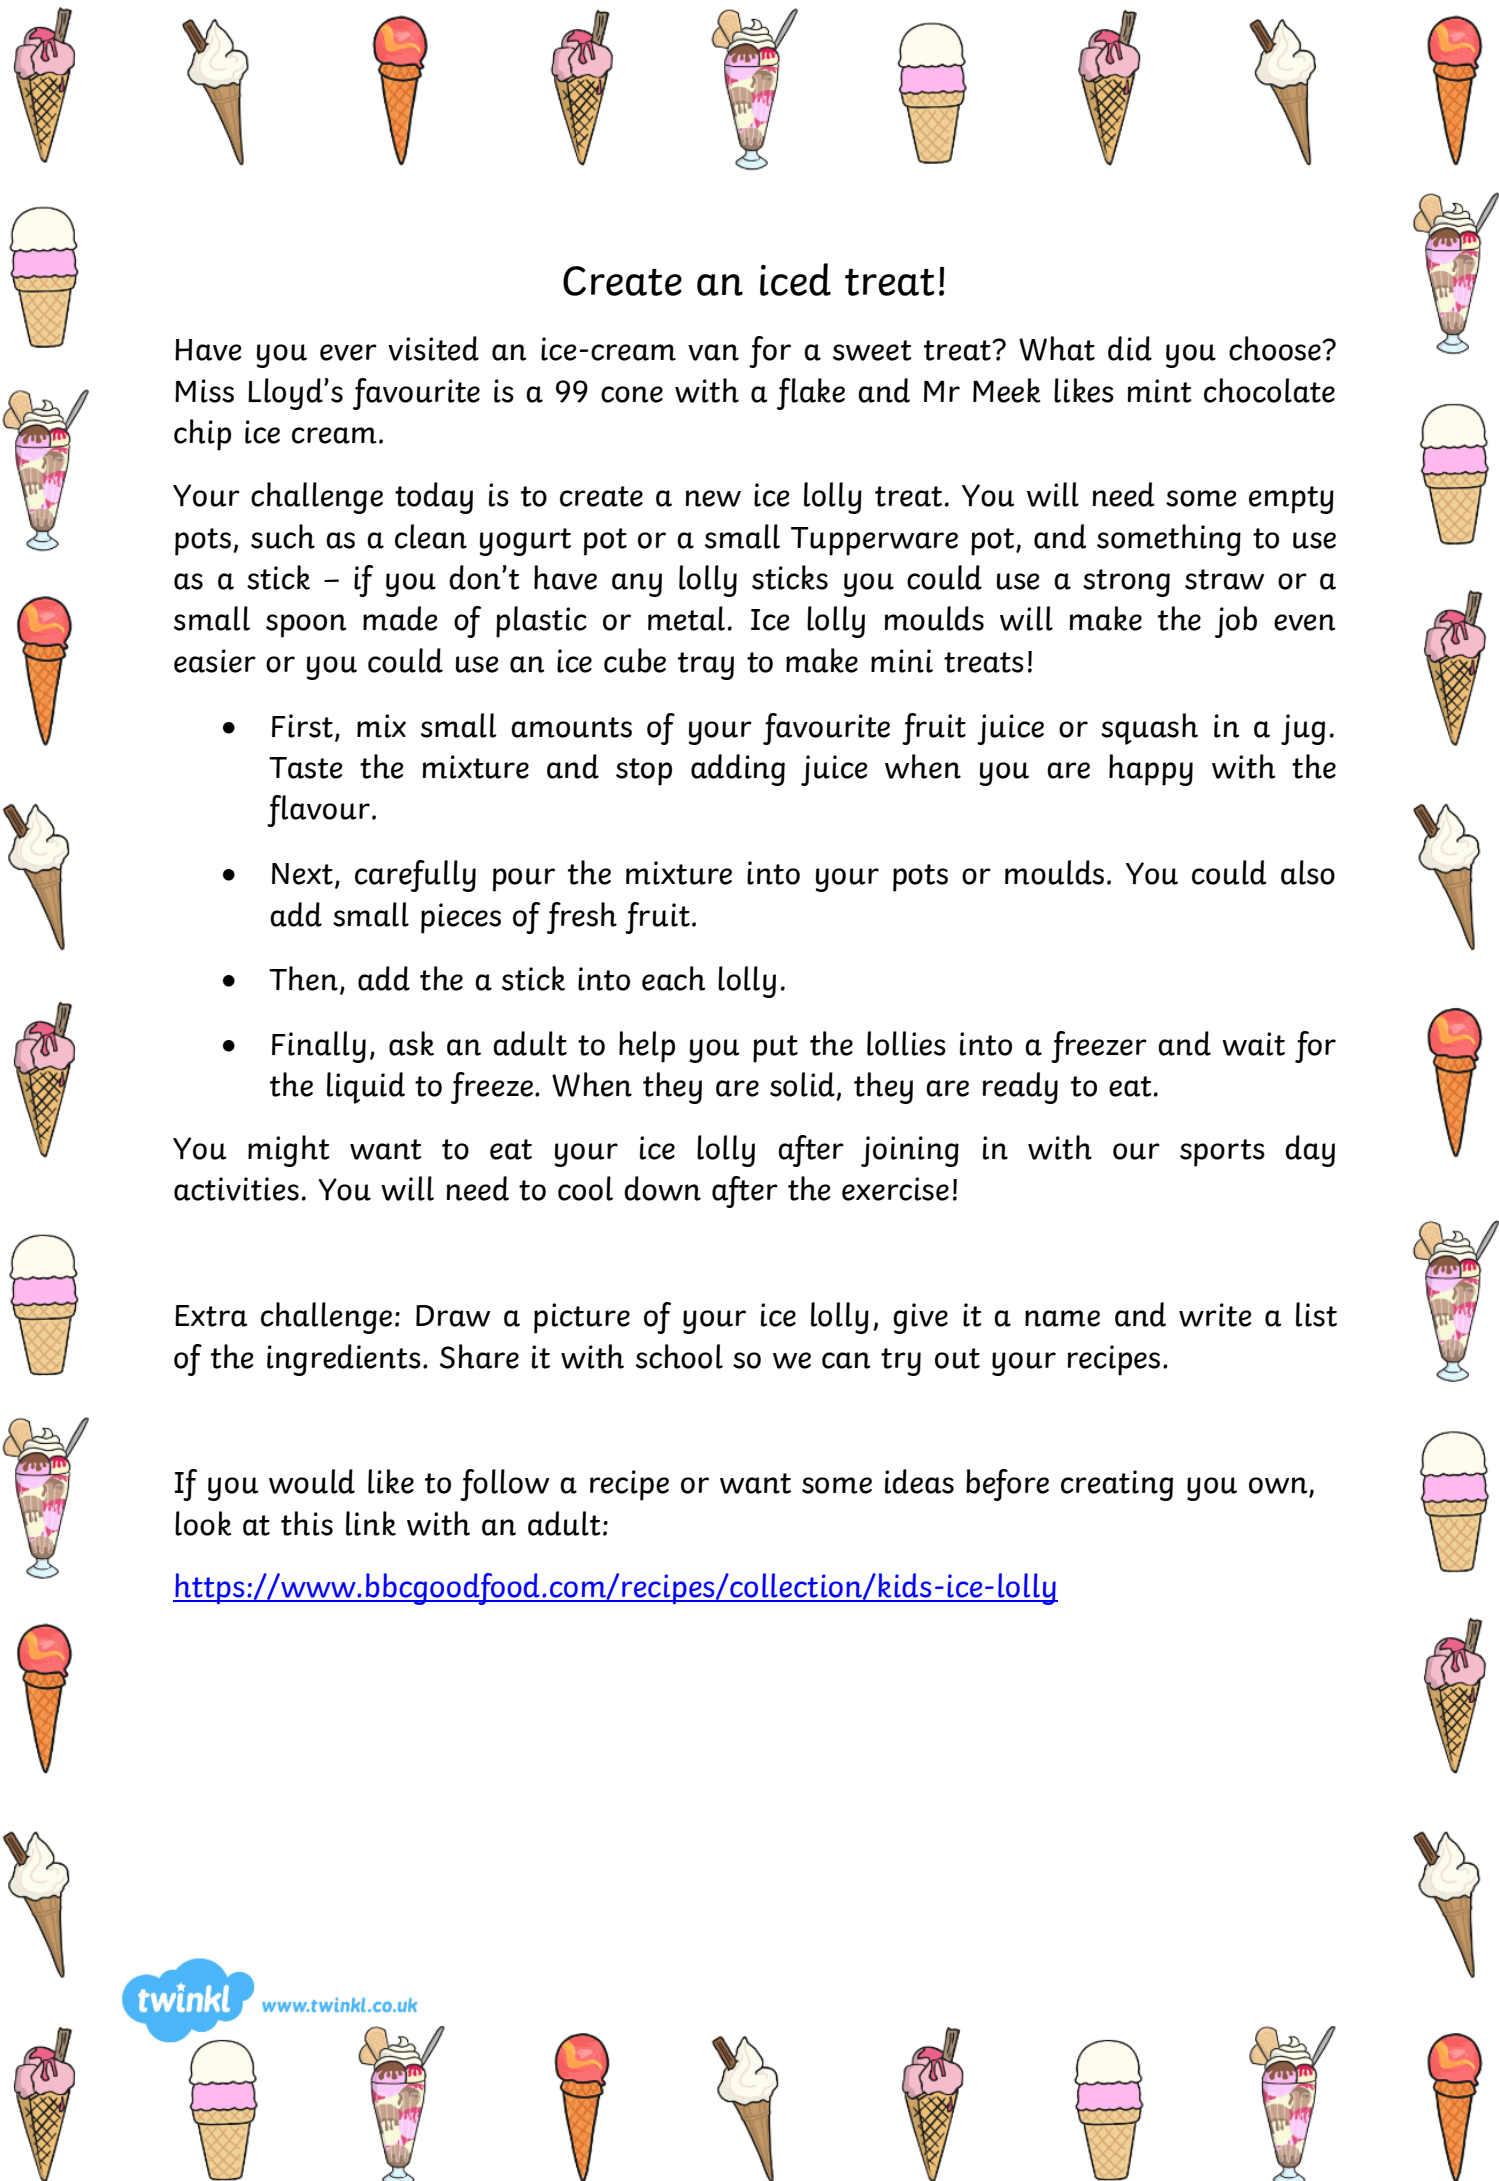 Create an iced treat!
Have you ever visited an ice-cream van for a sweet treat? What did you choose?
Miss Lloyd’s favourite is a 99 cone with a flake and Mr Meek likes mint chocolate
chip ice cream.
Your challenge today is to create a new ice lolly treat. You will need some empty
pots, such as a clean yogurt pot or a small Tupperware pot, and something to use
as a stick – if you don’t have any lolly sticks you could use a strong straw or a
small spoon made of plastic or metal. Ice lolly moulds will make the job even
easier or you could use an ice cube tray to make mini treats!
• First, mix small amounts of your favourite fruit juice or squash in a jug.
Taste the mixture and stop adding juice when you are happy with the
flavour.
• Next, carefully pour the mixture into your pots or moulds. You could also
add small pieces of fresh fruit.
• Then, add the a stick into each lolly.
• Finally, ask an adult to help you put the lollies into a freezer and wait for
the liquid to freeze. When they are solid, they are ready to eat.
You might want to eat your ice lolly after joining in with our sports day
activities. You will need to cool down after the exercise!
Extra challenge: Draw a picture of your ice lolly, give it a name and write a list
of the ingredients. Share it with school so we can try out your recipes.
If you would like to follow a recipe or want some ideas before creating you own,
look at this link with an adult:
https://www.bbcgoodfood.com/recipes/collection/kids-ice-lolly
twinkl www.twinkl.co.uk